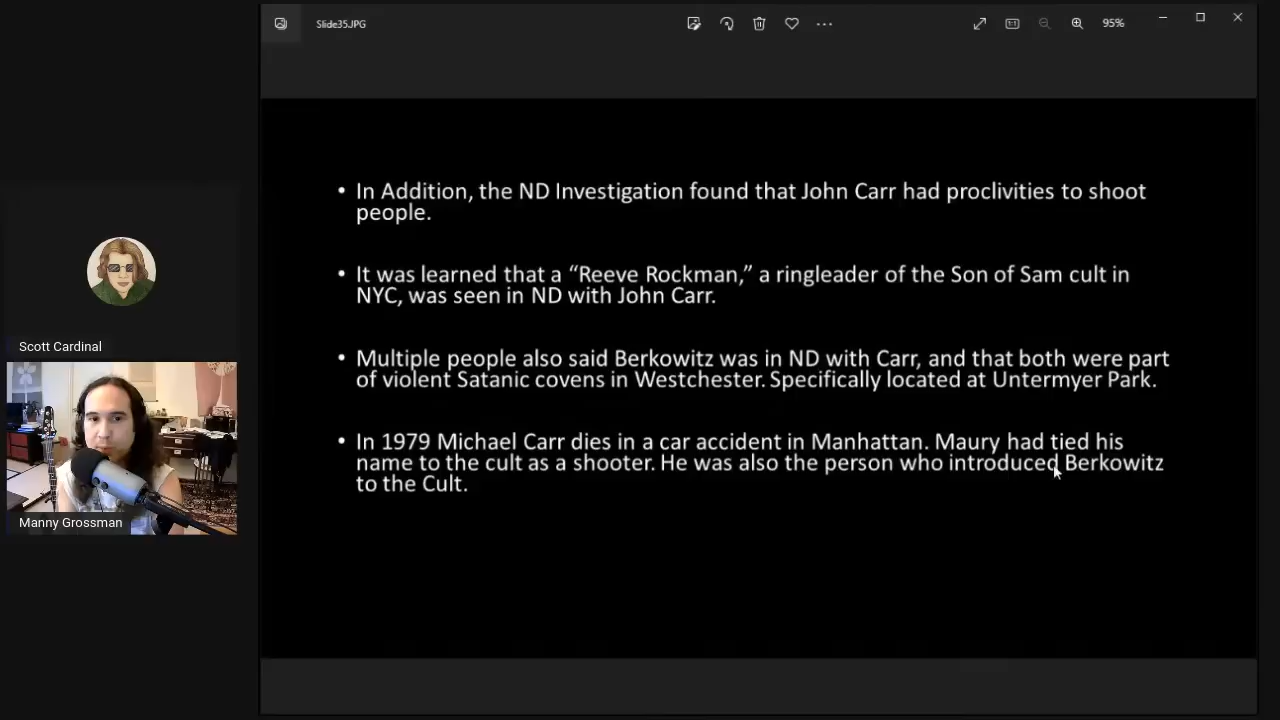 Slide35.JPG
95%
• In Addition, the ND Investigation found that John Carr had proclivities to shoot
people.
• It was learned that a “Reeve Rockman,” a ringleader of the Son of Sam cult in
NYC, was seen in ND with John Carr.
• Multiple people also said Berkowitz was in ND with Carr, and that both were part
of violent Satanic covens in Westchester. Specifically located at Untermyer Park.
• In 1979 Michael Carr dies in a car accident in Manhattan. Maury had tied his
name to the cult as a shooter. He was also the person who introduced Berkowitz
to the Cult.
Scott Cardinal
Manny Grossman